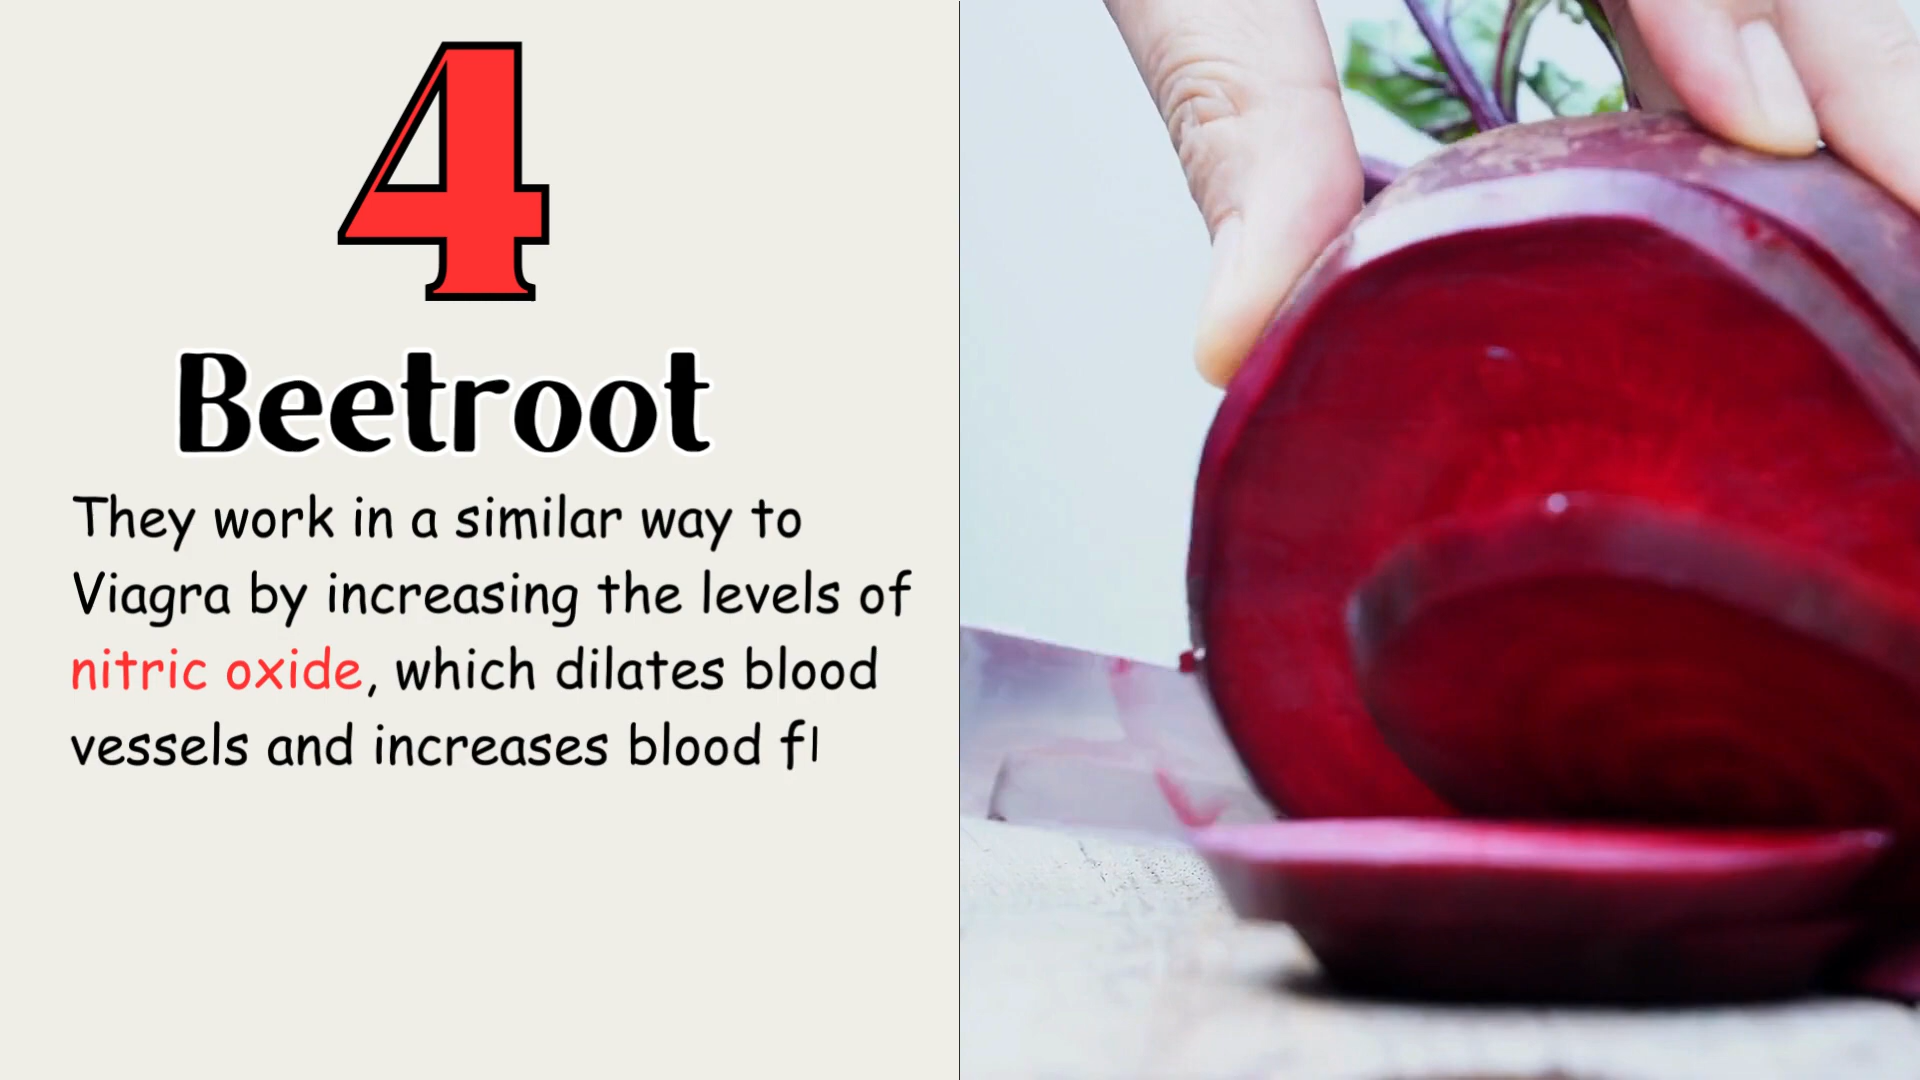 4
Beetroot
They work in a similar way to
Viagra by increasing the levels of
nitric oxide, which dilates blood
vessels and increases blood fl